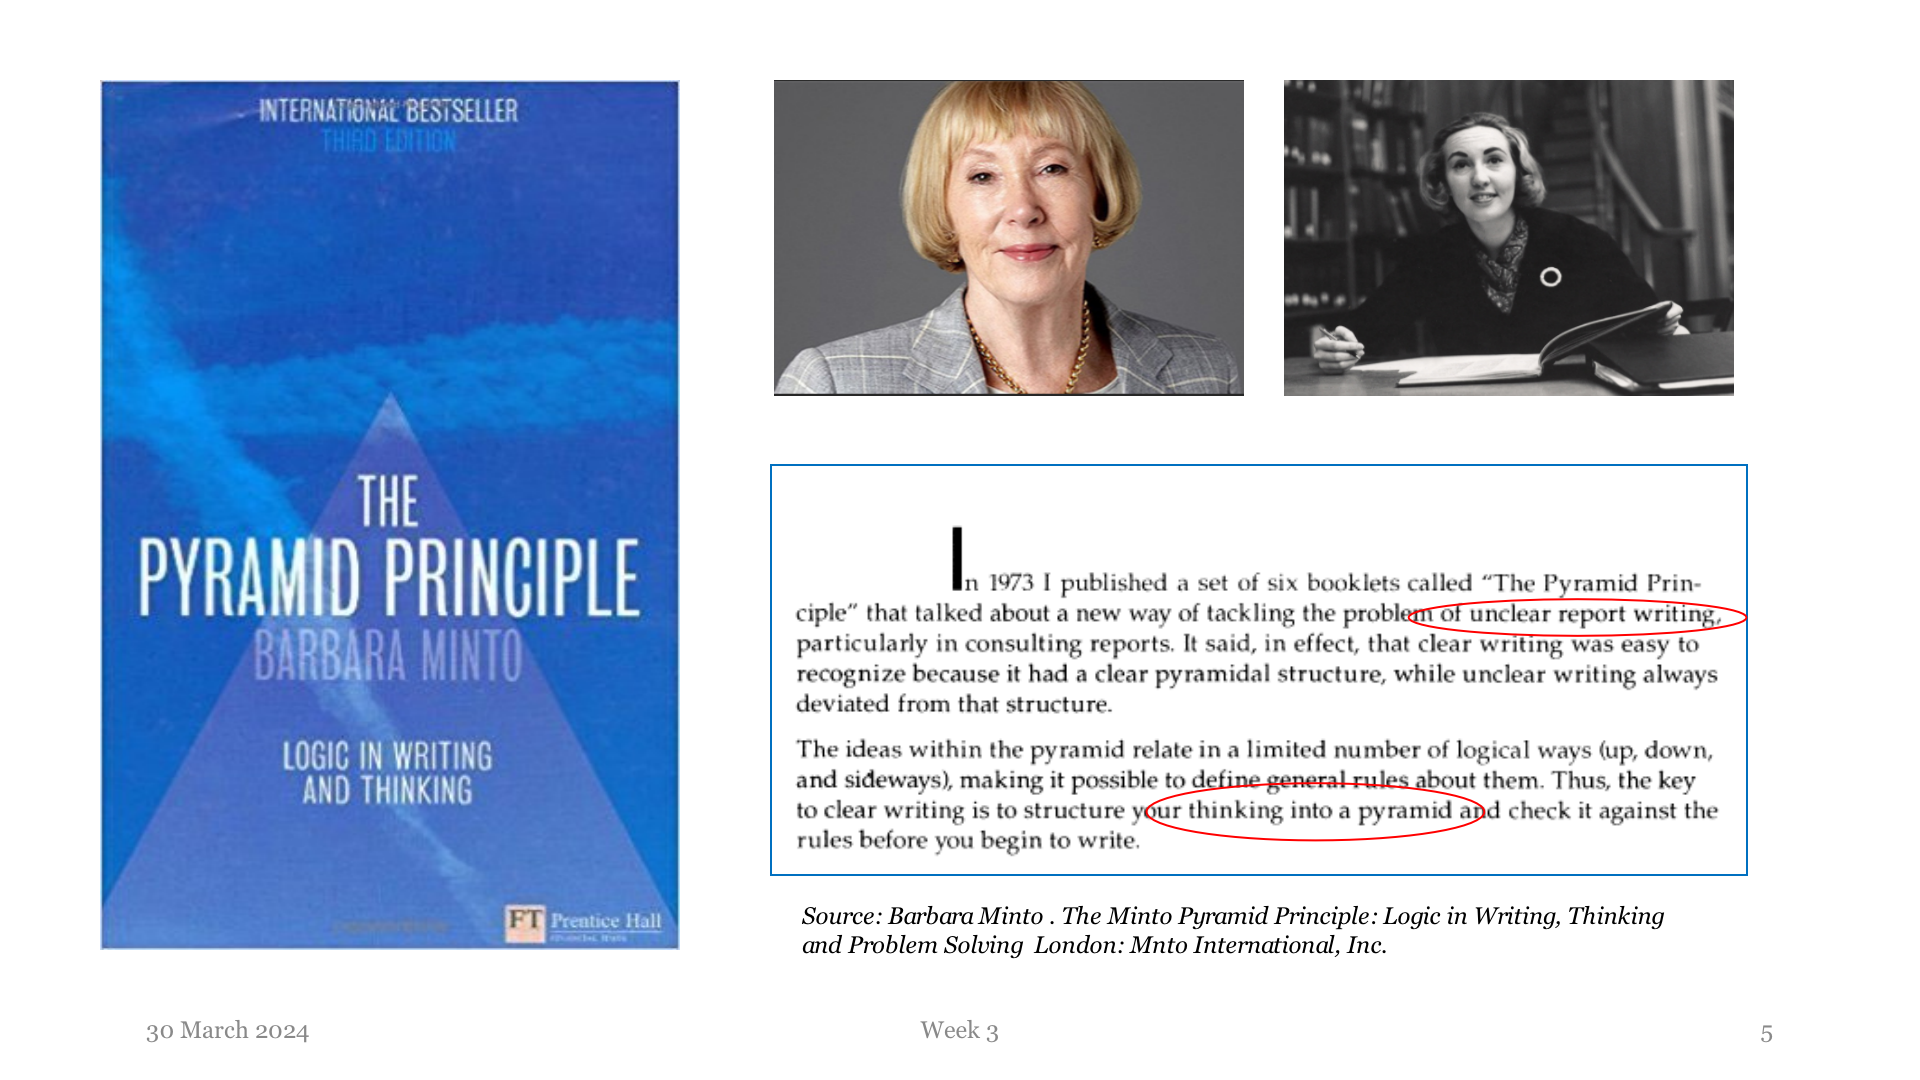 INTERNATIONAL BESTSELLER
THIRD EDITION
THE
PYRAMID PRINCIPLE
BARBARA MINTO
LOGIC IN WRITING
AND THINKING
FT Prentice Hall
In 1973 I published a set of six booklets called “The Pyramid Prin-
ciple” that talked about a new way of tackling the problem of unclear report writing,
particularly in consulting reports. It said, in effect, that clear writing was easy to
recognize because it had a clear pyramidal structure, while unclear writing always
deviated from that structure.
The ideas within the pyramid relate in a limited number of logical ways (up, down,
and sideways), making it possible to define general rules about them. Thus, the key
to clear writing is to structure your thinking into a pyramid and check it against the
rules before you begin to write.
Source: Barbara Minto . The Minto Pyramid Principle: Logic in Writing, Thinking
and Problem Solving London: Mnto International, Inc.
30 March 2024
Week 3
5